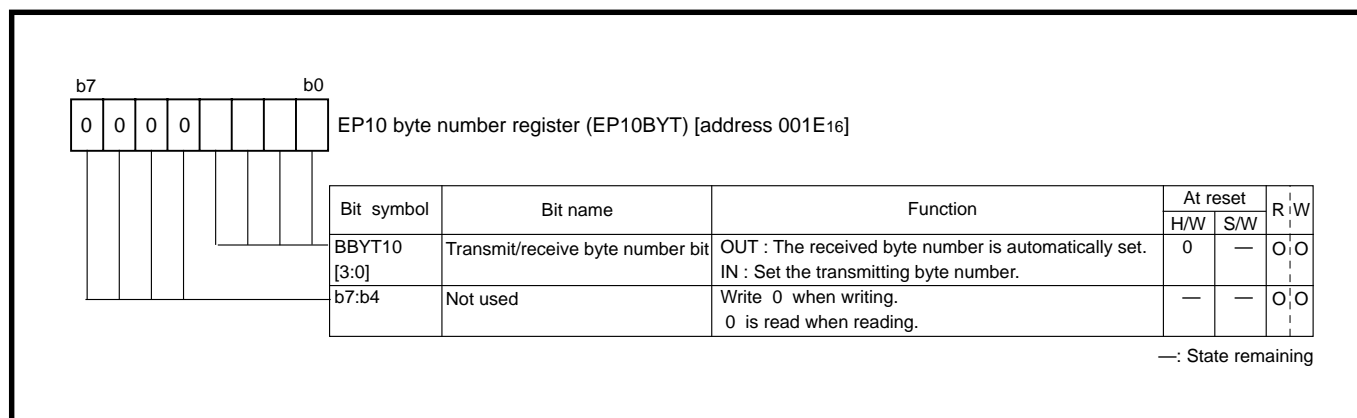 b7 b0
0 0 0 0
EP10 byte number register (EP10BYT) [address 001E16]
Bit symbol Bit name Function At reset R W
H/W S/W
BBYT10 Transmit/receive byte number bit OUT : The received byte number is automatically set. 0 — O O
[3:0] IN : Set the transmitting byte number.
b7:b4 Not used Write 0 when writing. — — O O
0 is read when reading.
—: State remaining